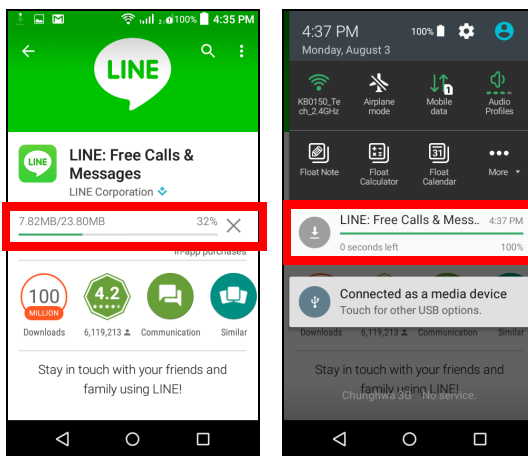 100% 4:35 PM
LINE
LINE
LINE: Free Calls &
Messages
LINE Corporation
7.82MB/23.80MB 32%
In-app purchases
100
MILLION
4.2
Downloads 6,119,213 Communication Similar
Stay in touch with your friends and
family using LINE!
4:37 PM 100%
Monday, August 3
KB0150_Te
ch_2.4GHz
Airplane
mode
Mobile
data
Audio
Profiles
31
Float Note
Float
Calculator
Float
Calendar
More
LINE: Free Calls & Mess.. 4:37 PM
0 seconds left 100%
Connected as a media device
Touch for other USB options.
Downloads 6,119,213 Communication Similar
Stay in touch with your friends and
family using LINE!
Chunghwa 3G No service.